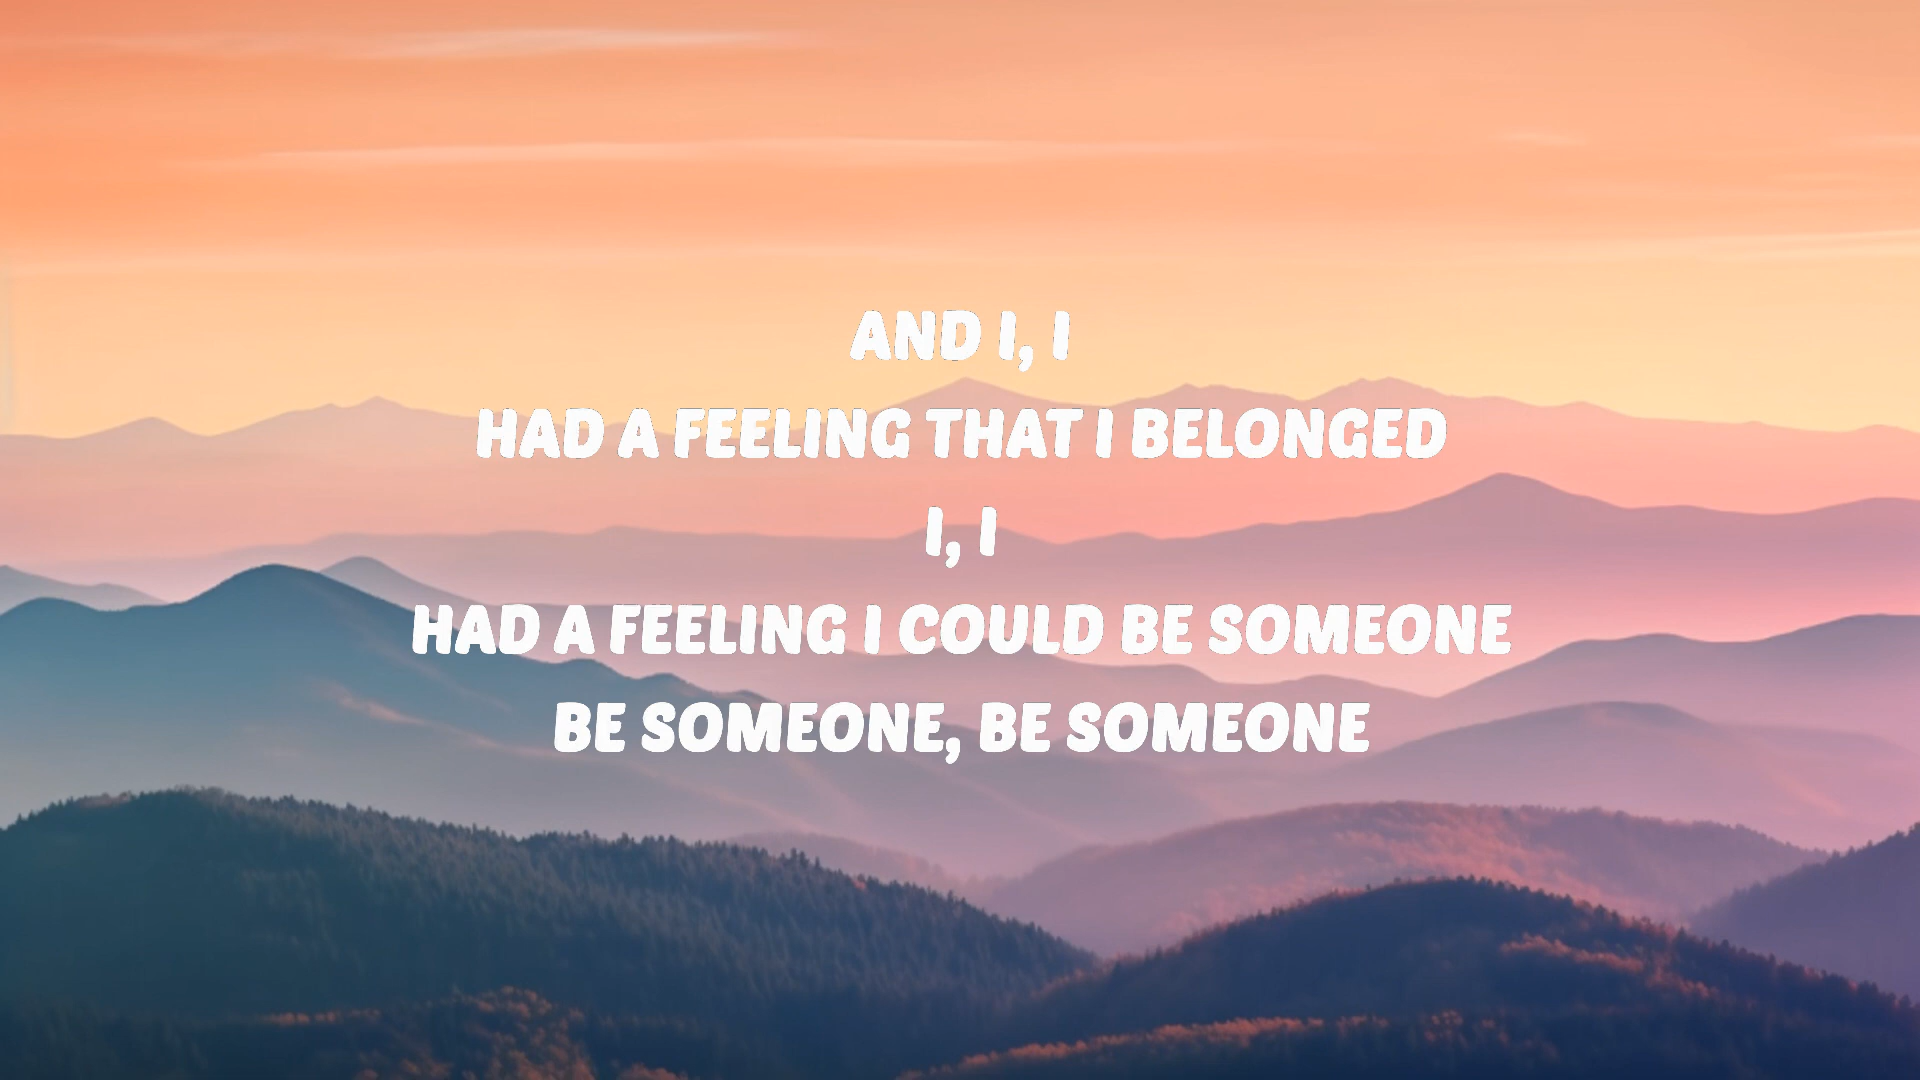 AND I, I
HAD A FEELING THAT I BELONGED
I, I
HAD A FEELING I COULD BE SOMEONE
BE SOMEONE, BE SOMEONE